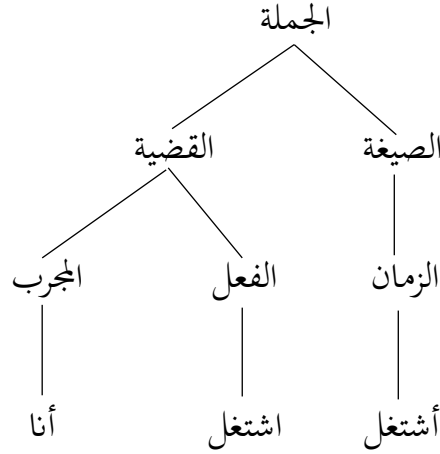 الجملة
الصيغة القضية
الزمان الفعل المجرب
أشتغل اشتغل أنا